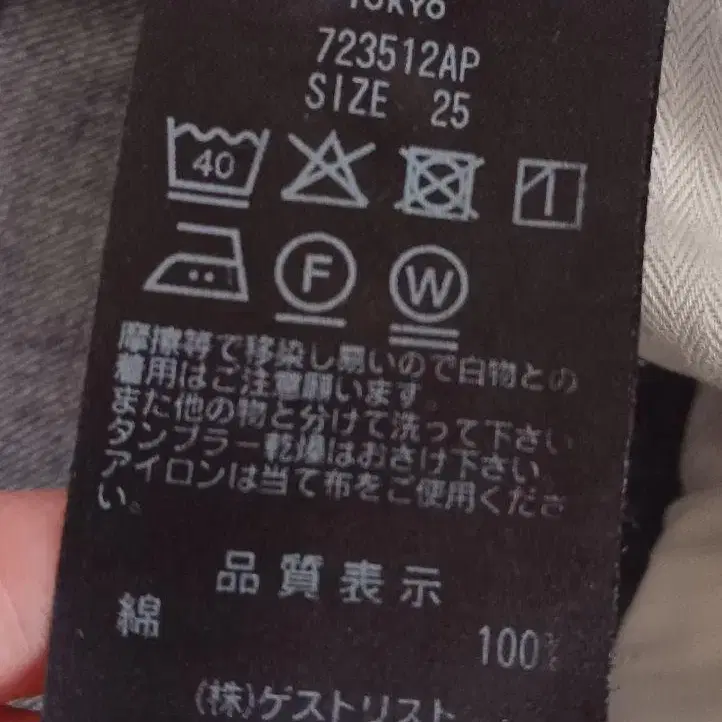 TOKYO
723512AP
SIZE 25
40
F W
摩擦等で移染し易いので白物との
着用はご注意願います。
また他の物と分けて洗って下さい
タンブラー乾燥はおさけ下さい
アイロンは当て布をご使用くださ
い。
品質表示
綿 100%
(株)ゲストリスト